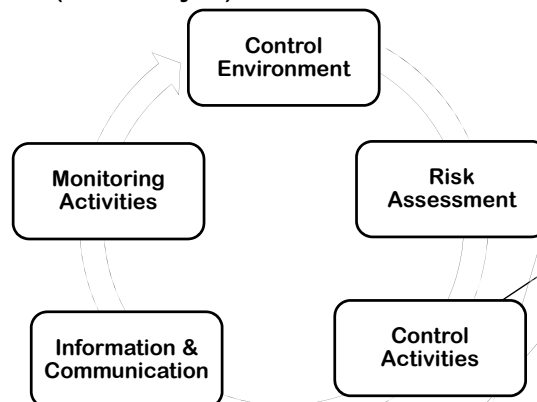 Control
Environment
Risk
Assessment
Control
Activities
Information &
Communication
Monitoring
Activities